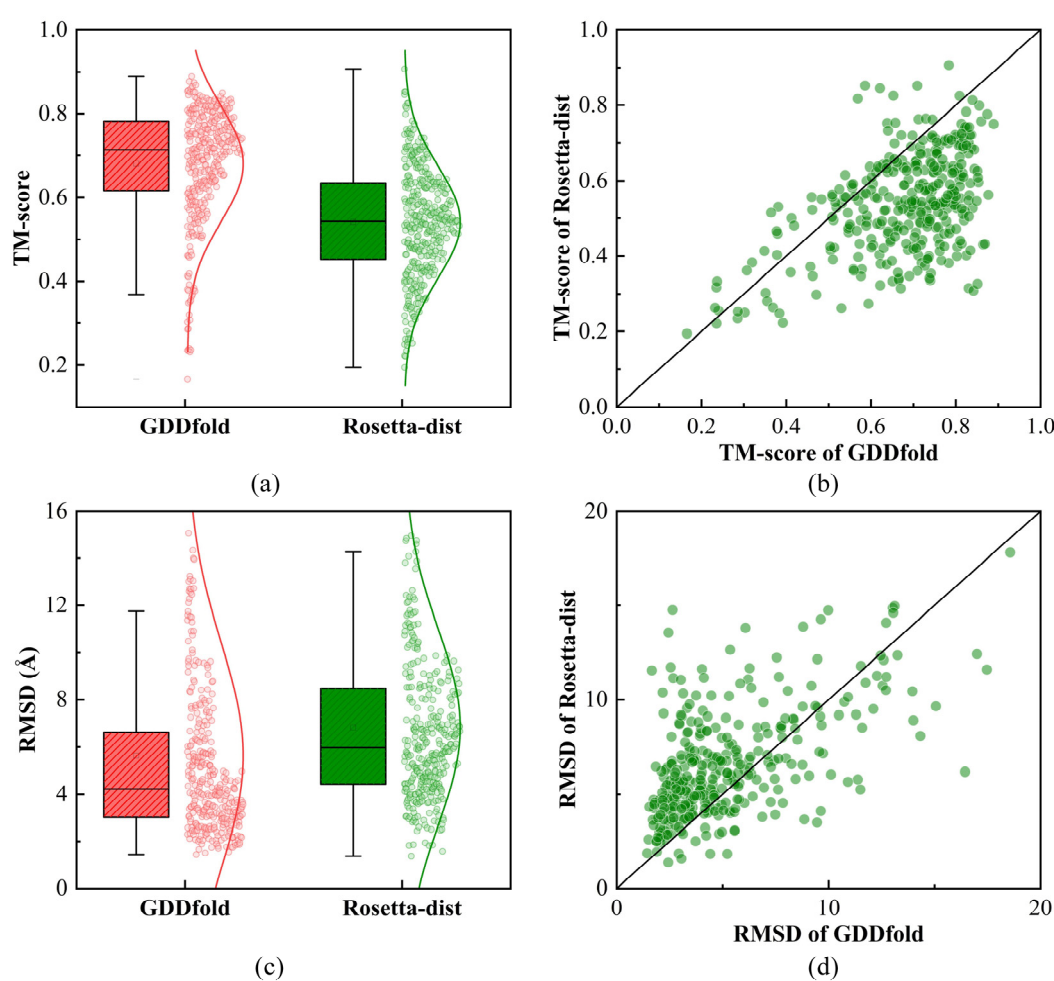 1.0
0.8
0.6
0.4
0.2
TM-score
GDDfold Rosetta-dist
(a)
1.0
0.8
0.6
0.4
0.2
0.0
TM-score of Rosetta-dist
0.0 0.2 0.4 0.6 0.8 1.0
TM-score of GDDfold
(b)
16
12
8
4
0
RMSD (Å)
GDDfold Rosetta-dist
(c)
20
10
0
RMSD of Rosetta-dist
0 10 20
RMSD of GDDfold
(d)